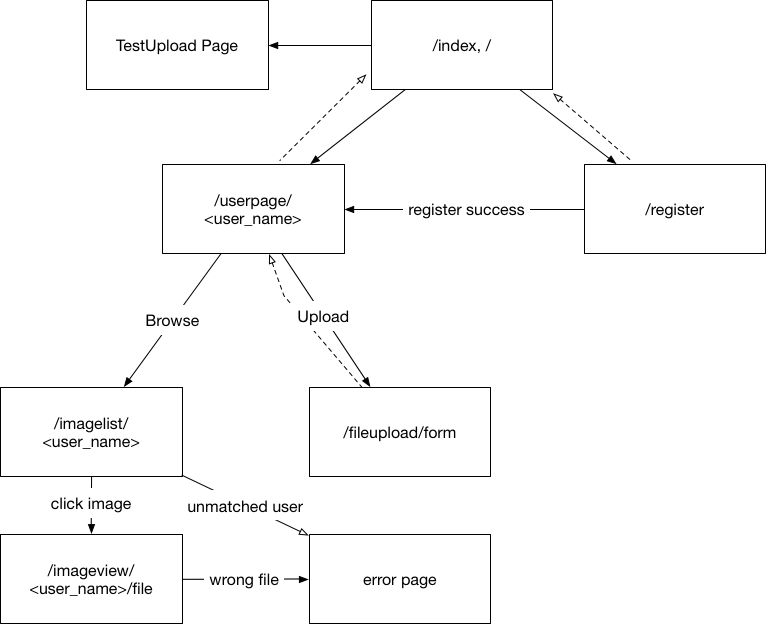 TestUpload Page
/index, /
/userpage/
<user_name>
register success
/register
Browse
Upload
/imagelist/
<user_name>
/fileupload/form
click image
unmatched user
/imageview/
<user_name>/file
wrong file
error page